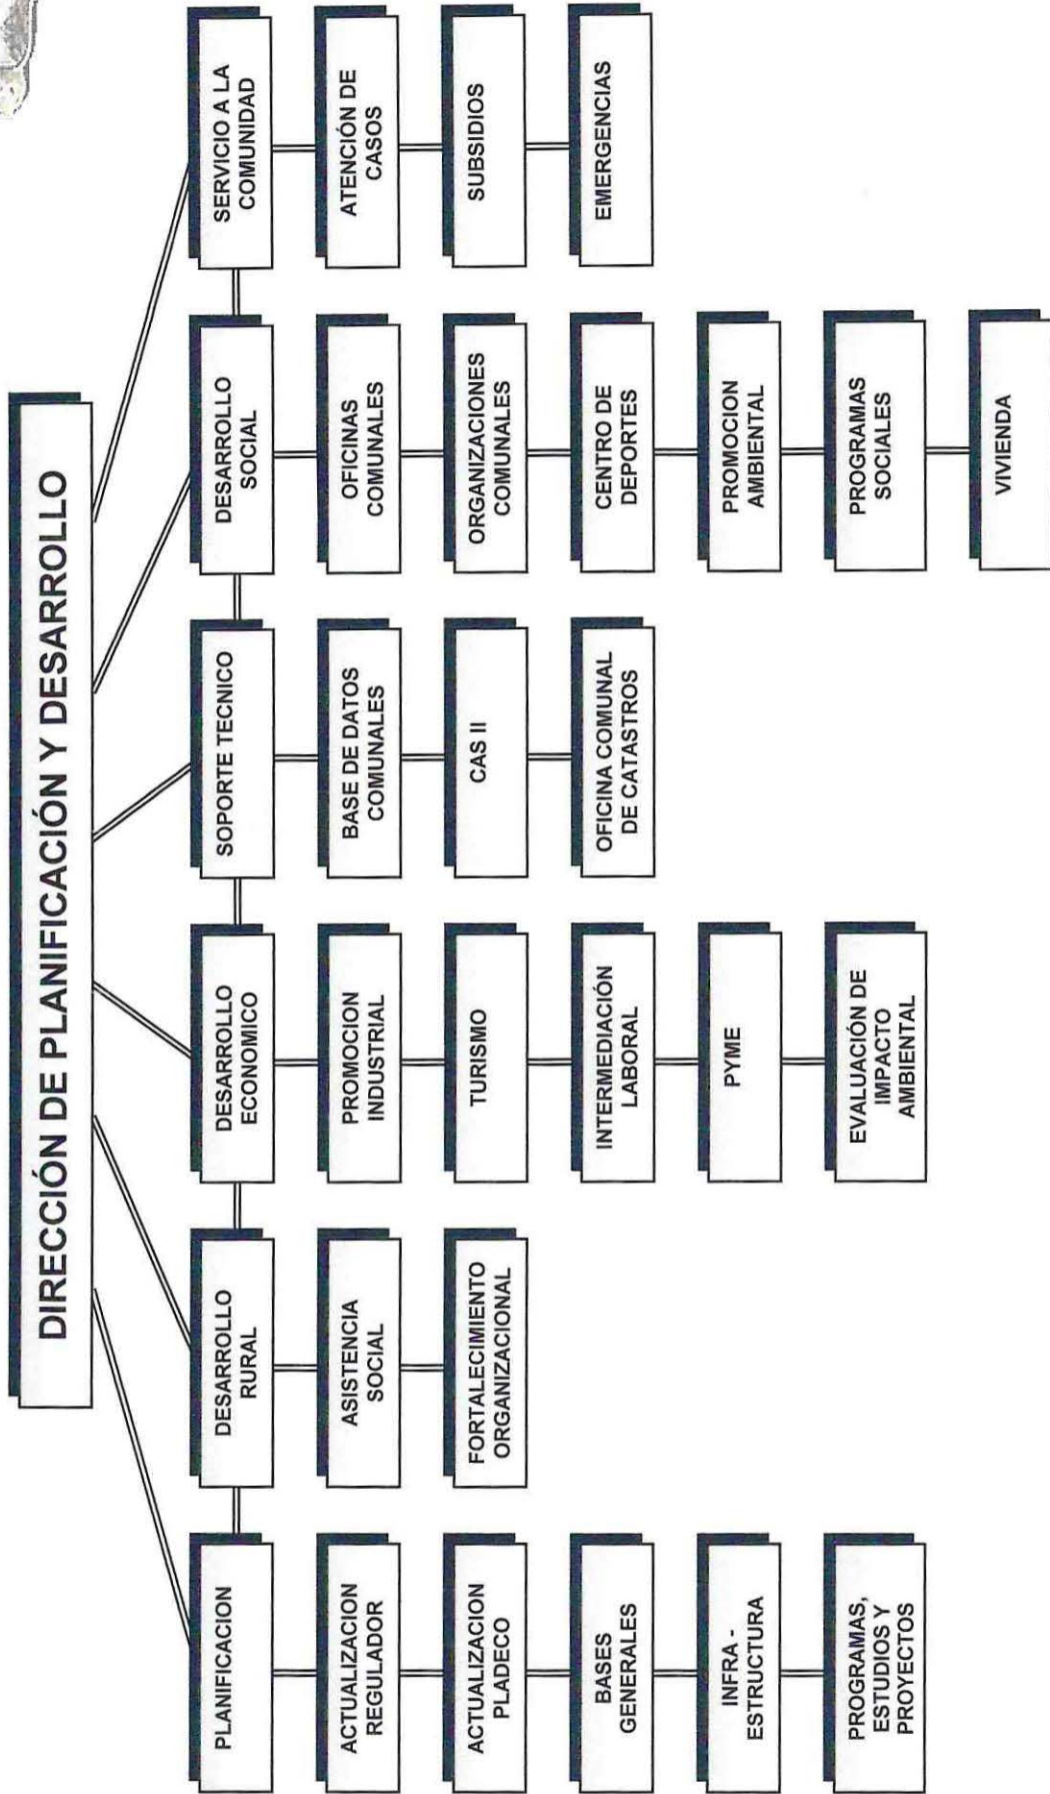 DIRECCIÓN DE PLANIFICACIÓN Y DESARROLLO
PLANIFICACION
ACTUALIZACION
REGULADOR
ACTUALIZACION
PLADECO
BASES
GENERALES
INFRA -
ESTRUCTURA
PROGRAMAS,
ESTUDIOS Y
PROYECTOS
DESARROLLO
RURAL
ASISTENCIA
SOCIAL
FORTALECIMIENTO
ORGANIZACIONAL
DESARROLLO
ECONOMICO
PROMOCION
INDUSTRIAL
TURISMO
INTERMEDIACIÓN
LABORAL
PYME
EVALUACIÓN DE
IMPACTO
AMBIENTAL
SOPORTE TECNICO
BASE DE DATOS
COMUNALES
CAS II
OFICINA COMUNAL
DE CATASTROS
DESARROLLO
SOCIAL
OFICINAS
COMUNALES
ORGANIZACIONES
COMUNALES
CENTRO DE
DEPORTES
PROMOCION
AMBIENTAL
PROGRAMAS
SOCIALES
VIVIENDA
SERVICIO A LA
COMUNIDAD
ATENCIÓN DE
CASOS
SUBSIDIOS
EMERGENCIAS